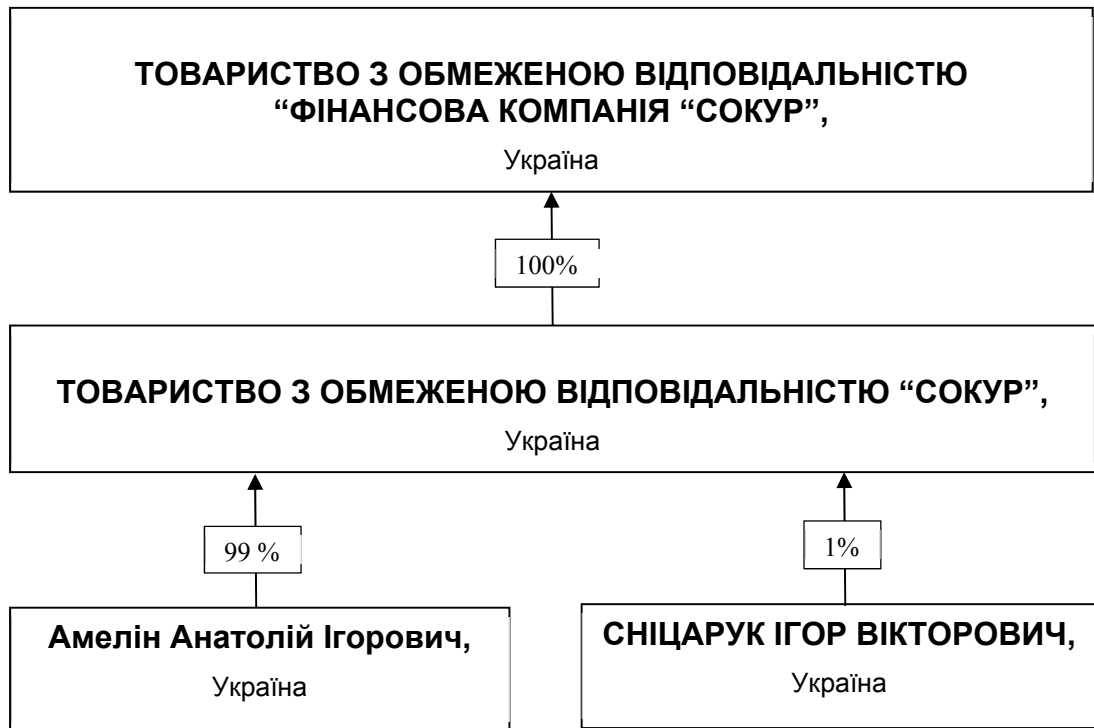 ТОВАРИСТВО З ОБМЕЖЕНОЮ ВІДПОВІДАЛЬНІСТЮ
“ФІНАНСОВА КОМПАНІЯ “СОКУР”,
Україна
100%
ТОВАРИСТВО З ОБМЕЖЕНОЮ ВІДПОВІДАЛЬНІСТЮ “СОКУР”,
Україна
99 %
1%
Амелін Анатолій Ігорович,
Україна
СНІЦАРУК ІГОР ВІКТОРОВИЧ,
Україна